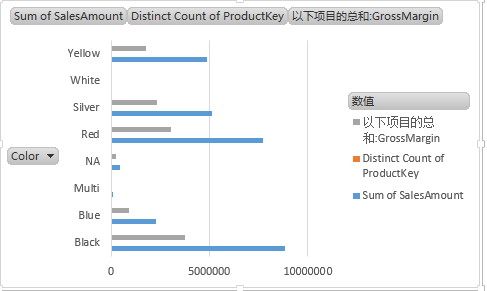 Sum of SalesAmount Distinct Count of ProductKey 以下项目的总和:GrossMargin
Yellow
White
Silver
Red
NA
Multi
Blue
Black
Color
0 5000000 10000000
数值
以下项目的总
和:GrossMargin
Distinct Count of
ProductKey
Sum of SalesAmount